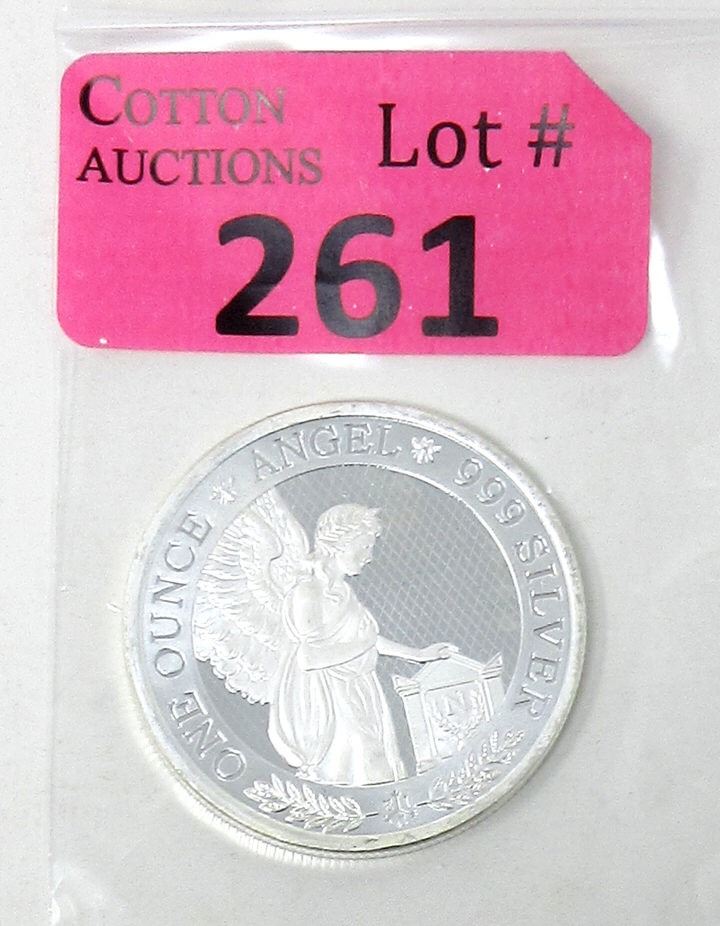 COTTON
AUCTIONS
Lot #
261
ONE OUNCE * ANGEL * 999 SILVER
N